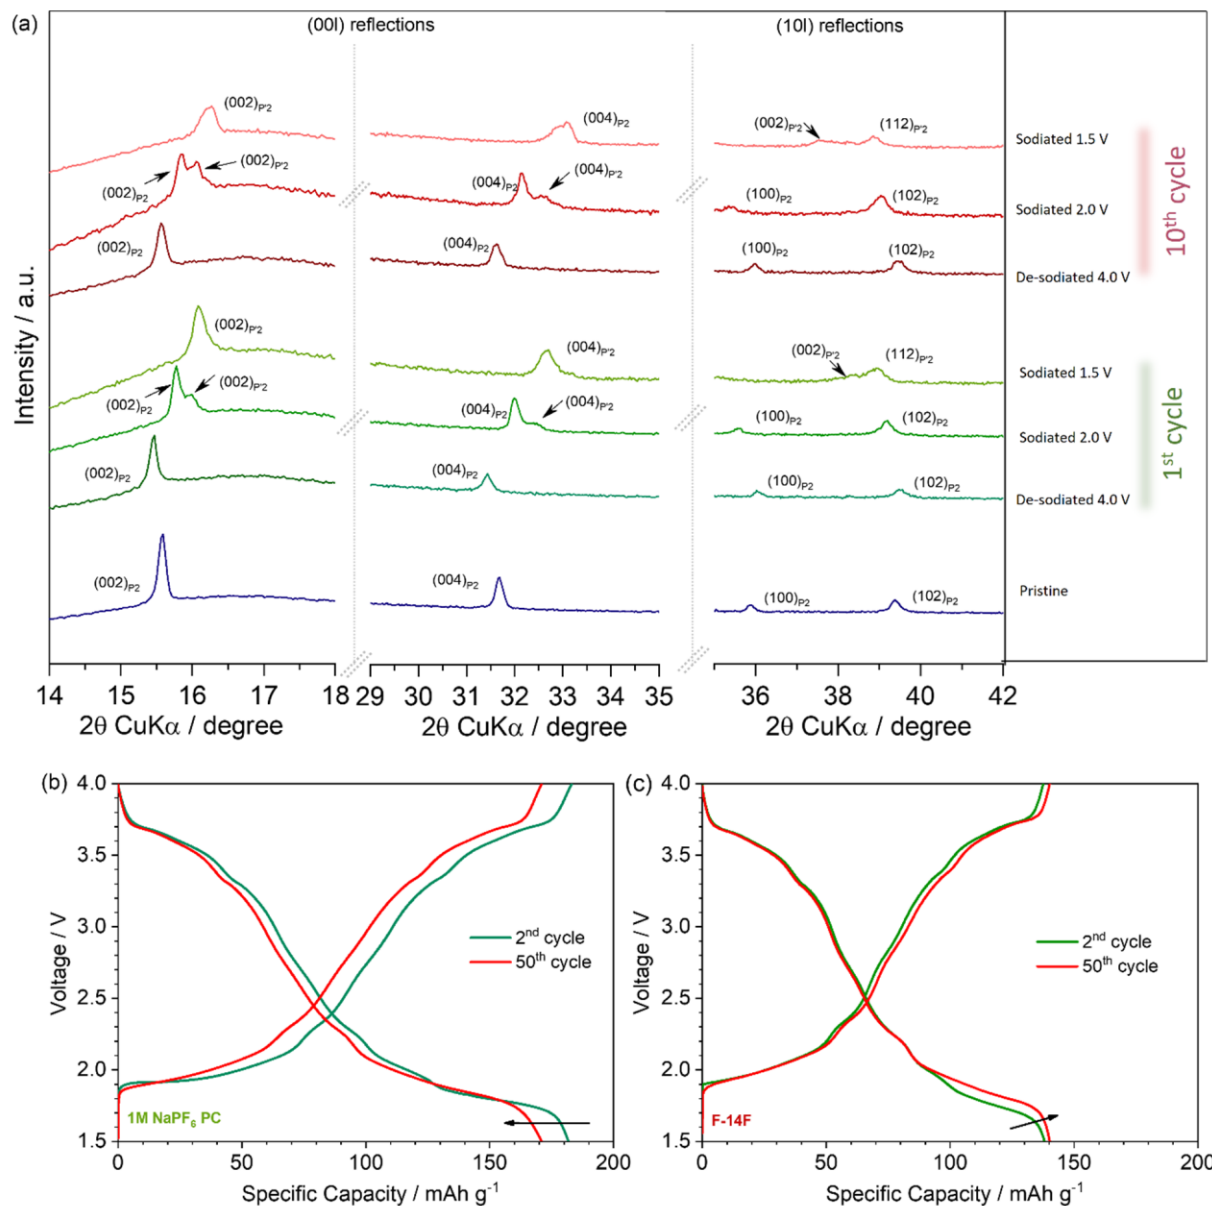 (a)
(00l) reflections
(10l) reflections
Intensity / a.u.
(002)P'2
(004)P2
(002)P'2
(112)P'2
Sodiated 1.5 V
(002)P2
(002)P'2
(004)P2
(004)P'2
(100)P2
(102)P2
Sodiated 2.0 V
(002)P2
(004)P2
(100)P2
(102)P2
De-sodiated 4.0 V
10th cycle
(002)P'2
(004)P'2
(002)P'2
(112)P'2
Sodiated 1.5 V
(002)P2
(002)P'2
(004)P2
(004)P'2
(100)P2
(102)P2
Sodiated 2.0 V
(002)P2
(004)P2
(100)P2
(102)P2
De-sodiated 4.0 V
1st cycle
(002)P2
(004)P2
(100)P2
(102)P2
Pristine
14 15 16 17 18 29 30 31 32 33 34 35 36 38 40 42
2θ CuKα / degree
2θ CuKα / degree
2θ CuKα / degree
(b)
Voltage / V
4.0
3.5
3.0
2.5
2.0
1.5
2nd cycle
50th cycle
1M NaPF6 PC
0 50 100 150 200
Specific Capacity / mAh g-1
(c)
Voltage / V
4.0
3.5
3.0
2.5
2.0
1.5
2nd cycle
50th cycle
F-14F
0 50 100 150 200
Specific Capacity / mAh g-1